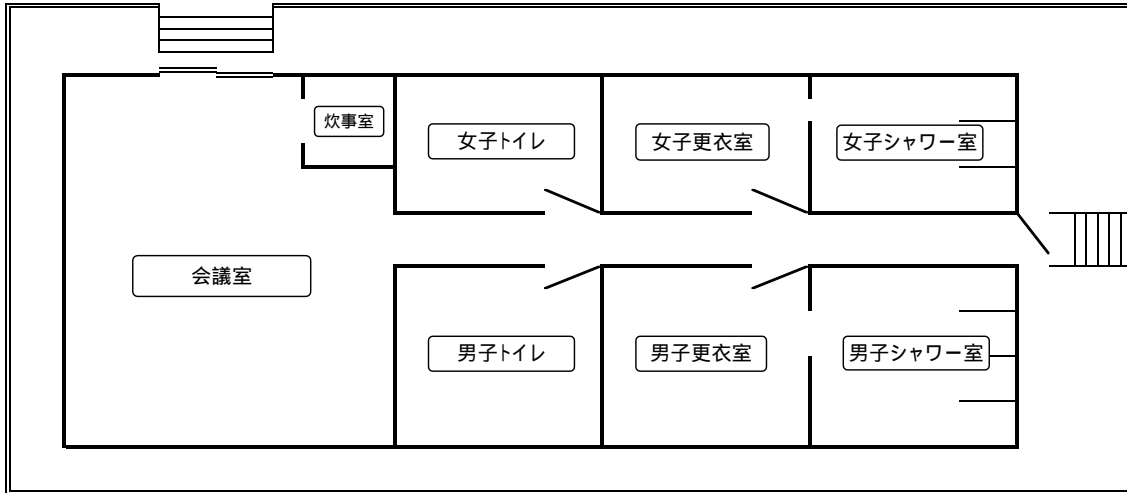 炊事室
女子トイレ
女子更衣室
女子シャワー室
会議室
男子トイレ
男子更衣室
男子シャワー室